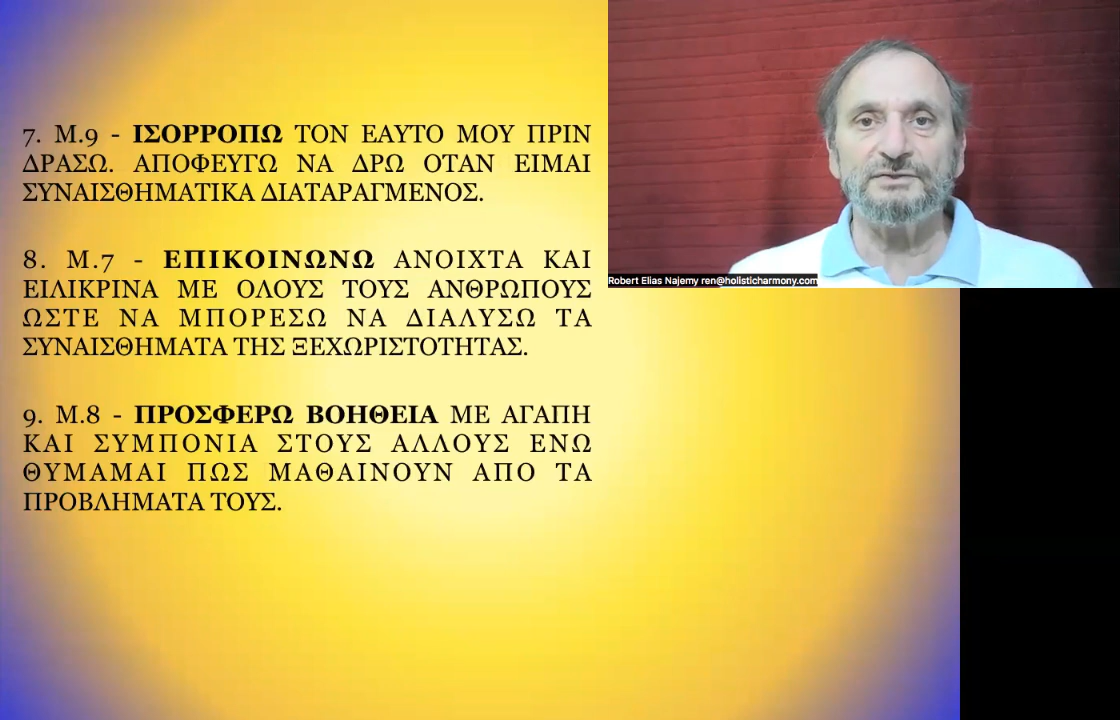 7. Μ.9 - ΙΣΟΡΡΟΠΩ ΤΟΝ ΕΑΥΤΟ ΜΟΥ ΠΡΙΝ
ΔΡΑΣΩ. ΑΠΟΦΕΥΓΩ ΝΑ ΔΡΩ ΟΤΑΝ ΕΙΜΑΙ
ΣΥΝΑΙΣΘΗΜΑΤΙΚΑ ΔΙΑΤΑΡΑΓΜΕΝΟΣ.
8. Μ.7 - ΕΠΙΚΟΙΝΩΝΩ ΑΝΟΙΧΤΑ ΚΑΙ
ΕΙΛΙΚΡΙΝΑ ΜΕ ΟΛΟΥΣ ΤΟΥΣ ΑΝΘΡΩΠΟΥΣ
ΩΣΤΕ ΝΑ ΜΠΟΡΕΣΩ ΝΑ ΔΙΑΛΥΣΩ ΤΑ
ΣΥΝΑΙΣΘΗΜΑΤΑ ΤΗΣ ΞΕΧΩΡΙΣΤΟΤΗΤΑΣ.
9. Μ.8 - ΠΡΟΣΦΕΡΩ ΒΟΗΘΕΙΑ ΜΕ ΑΓΑΠΗ
ΚΑΙ ΣΥΜΠΟΝΙΑ ΣΤΟΥΣ ΑΛΛΟΥΣ ΕΝΩ
ΘΥΜΑΜΑΙ ΠΩΣ ΜΑΘΑΙΝΟΥΝ ΑΠΟ ΤΑ
ΠΡΟΒΛΗΜΑΤΑ ΤΟΥΣ.
Robert Elias Najemy ren@holisticharmony.com